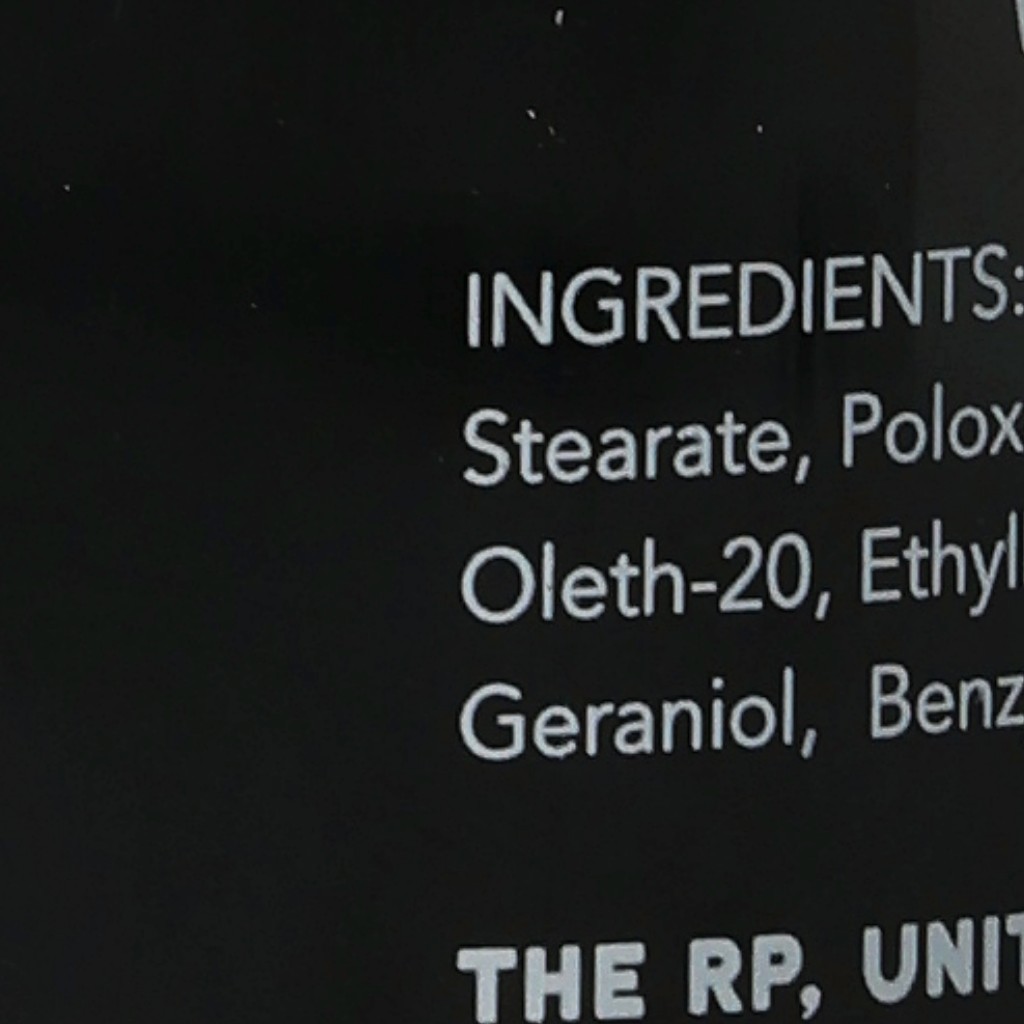 INGREDIENTS:
Stearate, Polox
Oleth-20, Ethyl
Geraniol, Benz
THE RP, UNIT